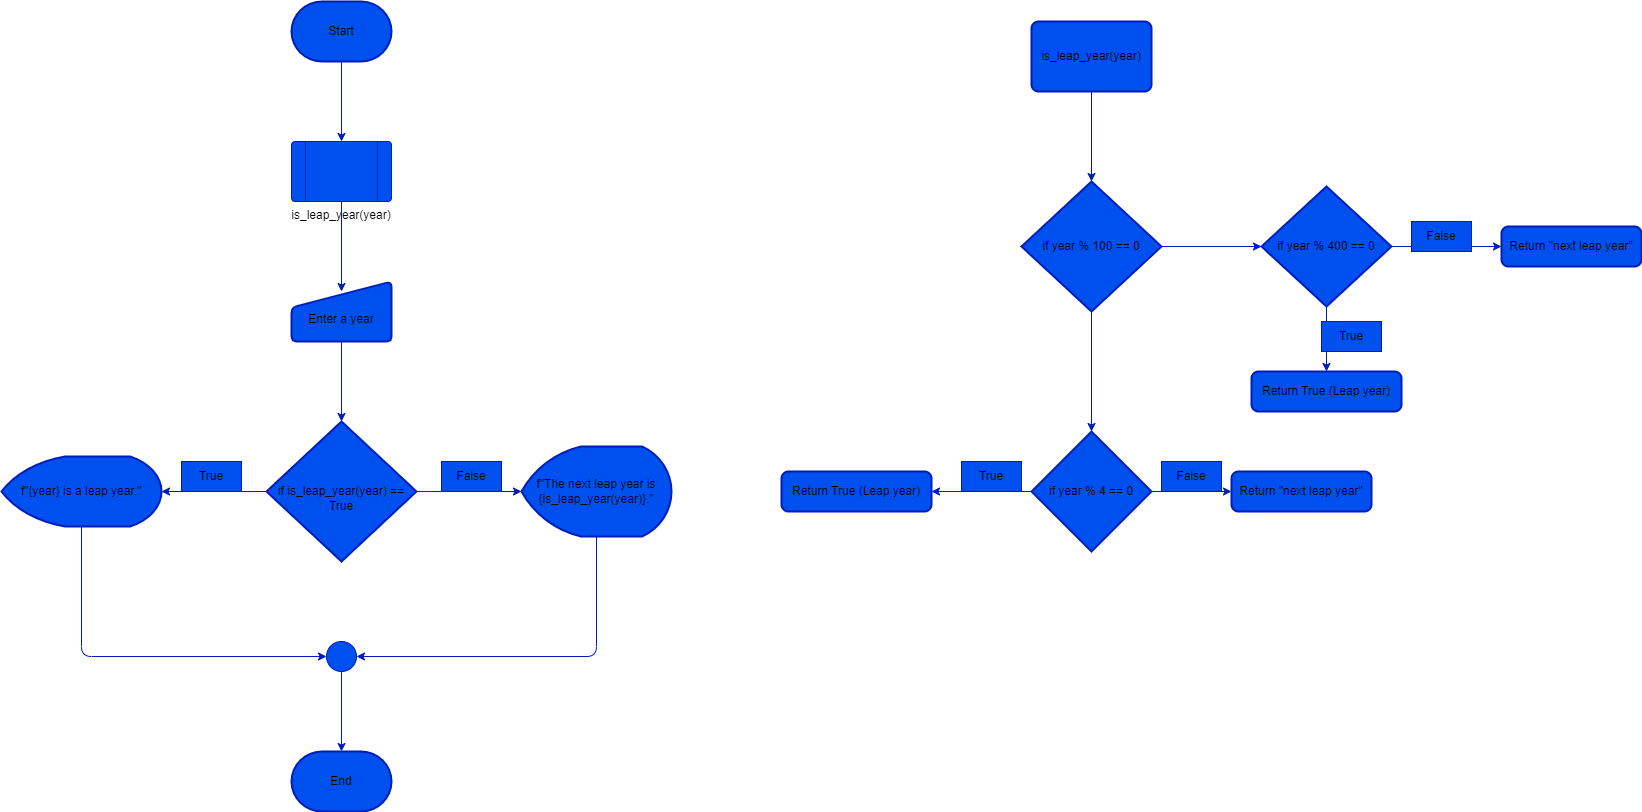 Start
is_leap_year(year)
Enter a year
if is_leap_year(year) ==
True
True
False
f"{year} is a leap year."
f"The next leap year is
{is_leap_year(year)}."
End
is_leap_year(year)
if year % 100 == 0
if year % 400 == 0
False
Return "next leap year"
True
Return True (Leap year)
if year % 4 == 0
True
Return True (Leap year)
False
Return "next leap year"